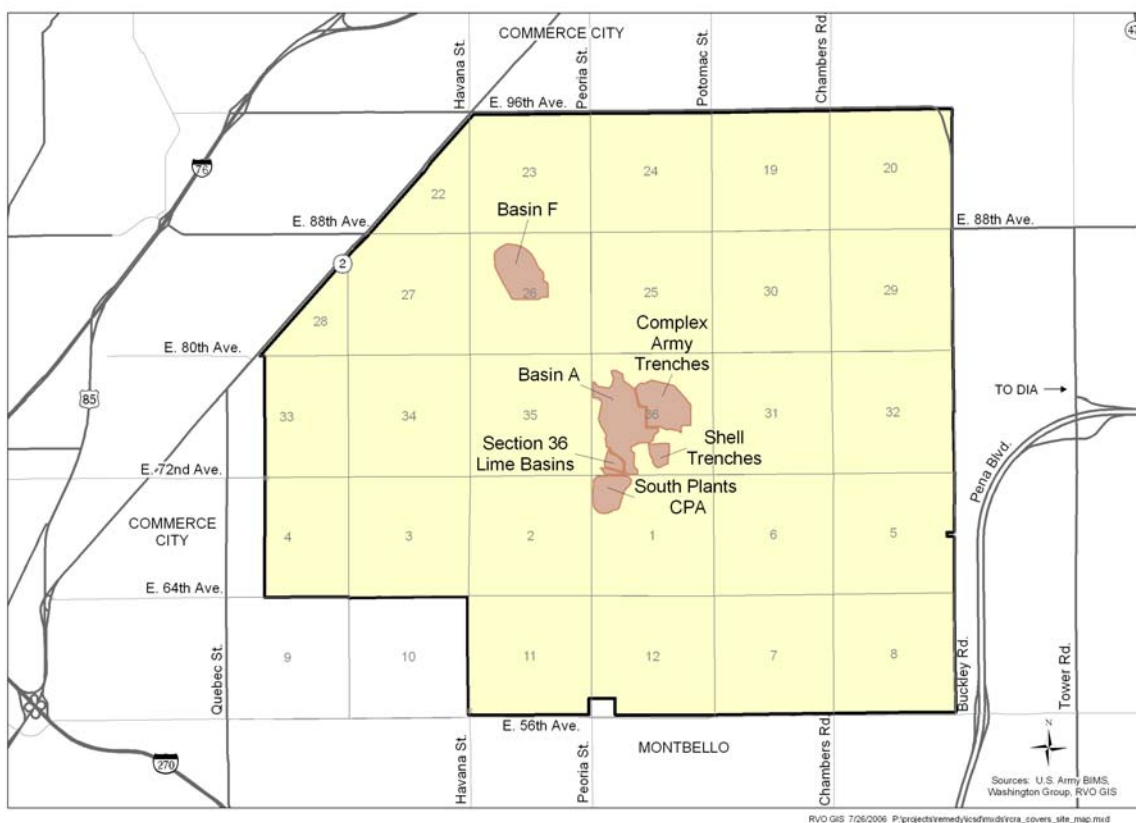 COMMERCE CITY
Havana St.
Peoria St.
Potomac St.
Chambers Rd.
E. 96th Ave.
76
23
24
19
20
22
E. 88th Ave.
Basin F
E. 88th Ave.
2
27
26
25
30
29
28
Complex
Army
Trenches
E. 80th Ave.
Basin A
TO DIA
85
33
34
35
36
31
32
Section 36
Lime Basins
Shell
Trenches
E. 72nd Ave.
South Plants
CPA
Pena Blvd.
COMMERCE
CITY
4
3
2
1
6
5
E. 64th Ave.
Quebec St.
9
10
11
12
7
8
Buckley Rd.
Tower Rd.
E. 56th Ave.
Havana St.
Peoria St.
MONTBELLO
Chambers Rd.
270
N
Sources: U.S. Army BIMS,
Washington Group, RVO GIS
RVO GIS 7/26/2006 P:\projects\remedy\icsd\mxds\rcra_covers_site_map.mxd